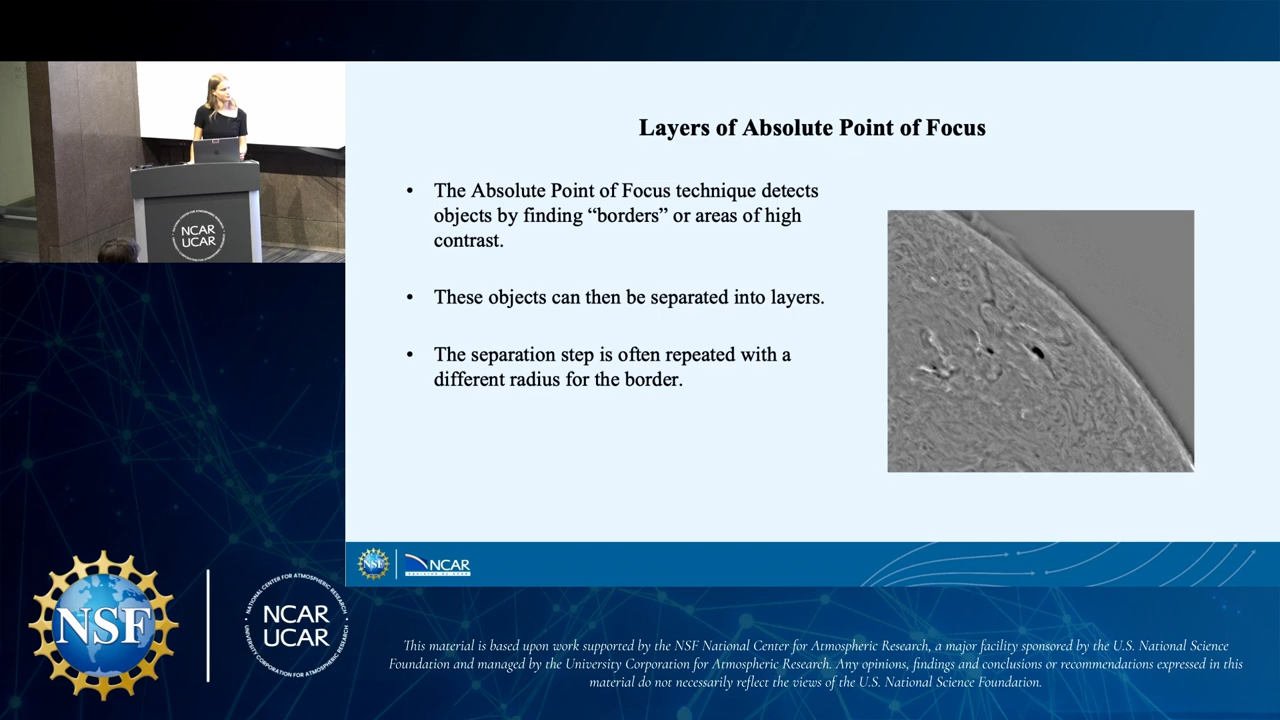 Layers of Absolute Point of Focus
• The Absolute Point of Focus technique detects
objects by finding “borders” or areas of high
contrast.
• These objects can then be separated into layers.
• The separation step is often repeated with a
different radius for the border.
NCAR
UCAR
NSF
NCAR
NSF
NATIONAL CENTER FOR ATMOSPHERIC RESEARCH
NCAR
UCAR
UNIVERSITY CORPORATION FOR ATMOSPHERIC RESEARCH
This material is based upon work supported by the NSF National Center for Atmospheric Research, a major facility sponsored by the U.S. National Science
Foundation and managed by the University Corporation for Atmospheric Research. Any opinions, findings and conclusions or recommendations expressed in this
material do not necessarily reflect the views of the U.S. National Science Foundation.